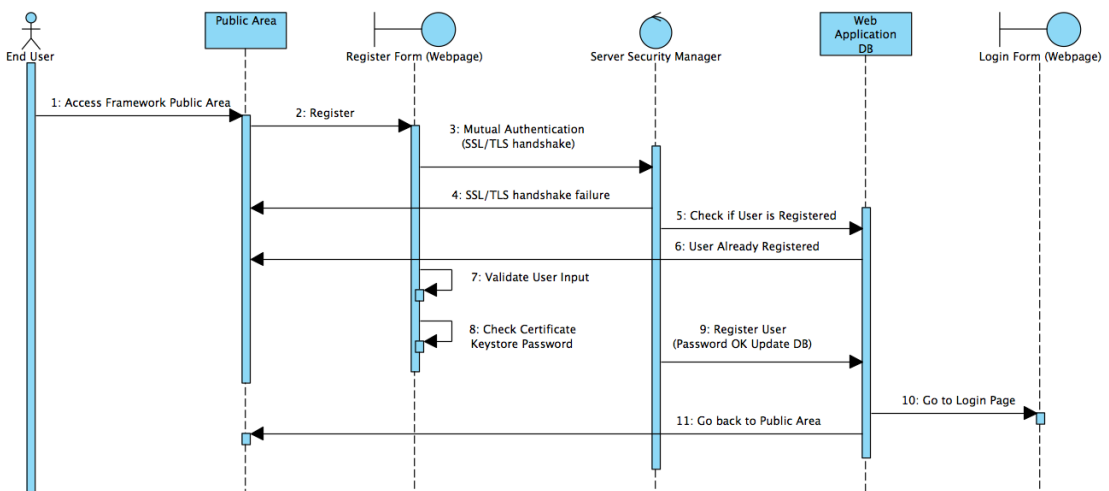 Public Area
Web
Application
DB
End User
Register Form (Webpage)
Server Security Manager
Login Form (Webpage)
1: Access Framework Public Area
2: Register
3: Mutual Authentication
(SSL/TLS handshake)
4: SSL/TLS handshake failure
5: Check if User is Registered
6: User Already Registered
7: Validate User Input
8: Check Certificate
Keystore Password
9: Register User
(Password OK Update DB)
10: Go to Login Page
11: Go back to Public Area